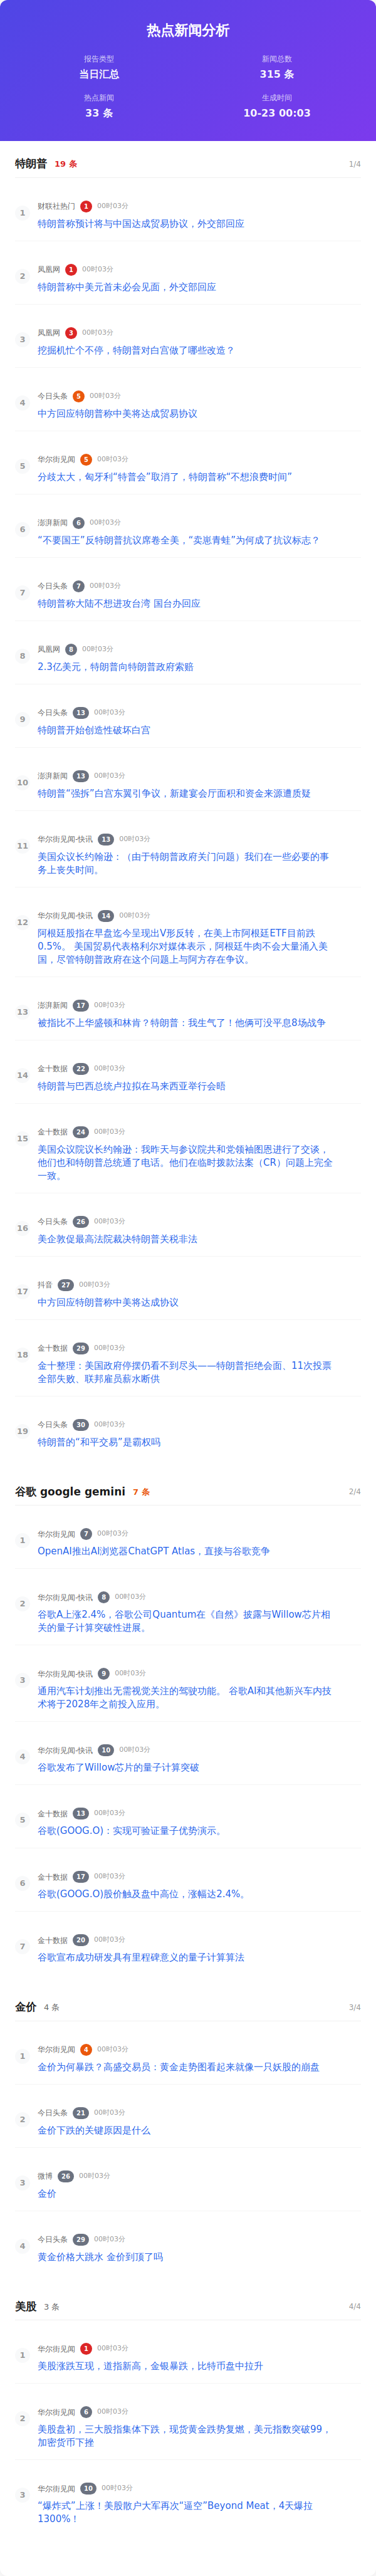 热点新闻分析
报告类型
当日汇总
新闻总数
315 条
热点新闻
33 条
生成时间
10-23 00:03
特朗普 19 条 1/4
1 财联社热门 1 00时03分
特朗普称预计将与中国达成贸易协议，外交部回应
2 凤凰网 1 00时03分
特朗普称中美元首未必会见面，外交部回应
3 凤凰网 3 00时03分
挖掘机忙个不停，特朗普对白宫做了哪些改造？
4 今日头条 5 00时03分
中方回应特朗普称中美将达成贸易协议
5 华尔街见闻 5 00时03分
分歧太大，匈牙利“特普会”取消了，特朗普称“不想浪费时间”
6 澎湃新闻 6 00时03分
“不要国王”反特朗普抗议席卷全美，“卖崽青蛙”为何成了抗议标志？
7 今日头条 7 00时03分
特朗普称大陆不想进攻台湾 国台办回应
8 凤凰网 8 00时03分
2.3亿美元，特朗普向特朗普政府索赔
9 今日头条 13 00时03分
特朗普开始创造性破坏白宫
10 澎湃新闻 13 00时03分
特朗普“强拆”白宫东翼引争议，新建宴会厅面积和资金来源遭质疑
11 华尔街见闻-快讯 13 00时03分
美国众议长约翰逊：（由于特朗普政府关门问题）我们在一些必要的事
务上丧失时间。
12 华尔街见闻-快讯 14 00时03分
阿根廷股指在早盘迄今呈现出V形反转，在美上市阿根廷ETF目前跌
0.5%。 美国贸易代表格利尔对媒体表示，阿根廷牛肉不会大量涌入美
国，尽管特朗普政府在这个问题上与阿方存在争议。
13 澎湃新闻 17 00时03分
被指比不上华盛顿和林肯？特朗普：我生气了！他俩可没平息8场战争
14 金十数据 22 00时03分
特朗普与巴西总统卢拉拟在马来西亚举行会晤
15 金十数据 24 00时03分
美国众议院议长约翰逊：我昨天与参议院共和党领袖图恩进行了交谈，
他们也和特朗普总统通了电话。他们在临时拨款法案（CR）问题上完全
一致。
16 今日头条 26 00时03分
美企敦促最高法院裁决特朗普关税非法
17 抖音 27 00时03分
中方回应特朗普称中美将达成协议
18 金十数据 29 00时03分
金十整理：美国政府停摆仍看不到尽头——特朗普拒绝会面、11次投票
全部失败、联邦雇员薪水断供
19 今日头条 30 00时03分
特朗普的“和平交易”是霸权吗
谷歌 google gemini 7 条 2/4
1 华尔街见闻 7 00时03分
OpenAI推出AI浏览器ChatGPT Atlas，直接与谷歌竞争
2 华尔街见闻-快讯 8 00时03分
谷歌A上涨2.4%，谷歌公司Quantum在《自然》披露与Willow芯片相
关的量子计算突破性进展。
3 华尔街见闻-快讯 9 00时03分
通用汽车计划推出无需视觉关注的驾驶功能。 谷歌AI和其他新兴车内技
术将于2028年之前投入应用。
4 华尔街见闻-快讯 10 00时03分
谷歌发布了Willow芯片的量子计算突破
5 金十数据 13 00时03分
谷歌(GOOG.O)：实现可验证量子优势演示。
6 金十数据 17 00时03分
谷歌(GOOG.O)股价触及盘中高位，涨幅达2.4%。
7 金十数据 20 00时03分
谷歌宣布成功研发具有里程碑意义的量子计算算法
金价 4 条 3/4
1 华尔街见闻 4 00时03分
金价为何暴跌？高盛交易员：黄金走势图看起来就像一只妖股的崩盘
2 今日头条 21 00时03分
金价下跌的关键原因是什么
3 微博 26 00时03分
金价
4 今日头条 29 00时03分
黄金价格大跳水 金价到顶了吗
美股 3 条 4/4
1 华尔街见闻 1 00时03分
美股涨跌互现，道指新高，金银暴跌，比特币盘中拉升
2 华尔街见闻 6 00时03分
美股盘初，三大股指集体下跌，现货黄金跌势复燃，美元指数突破99，
加密货币下挫
3 华尔街见闻 10 00时03分
“爆炸式”上涨！美股散户大军再次“逼空”Beyond Meat，4天爆拉
1300%！